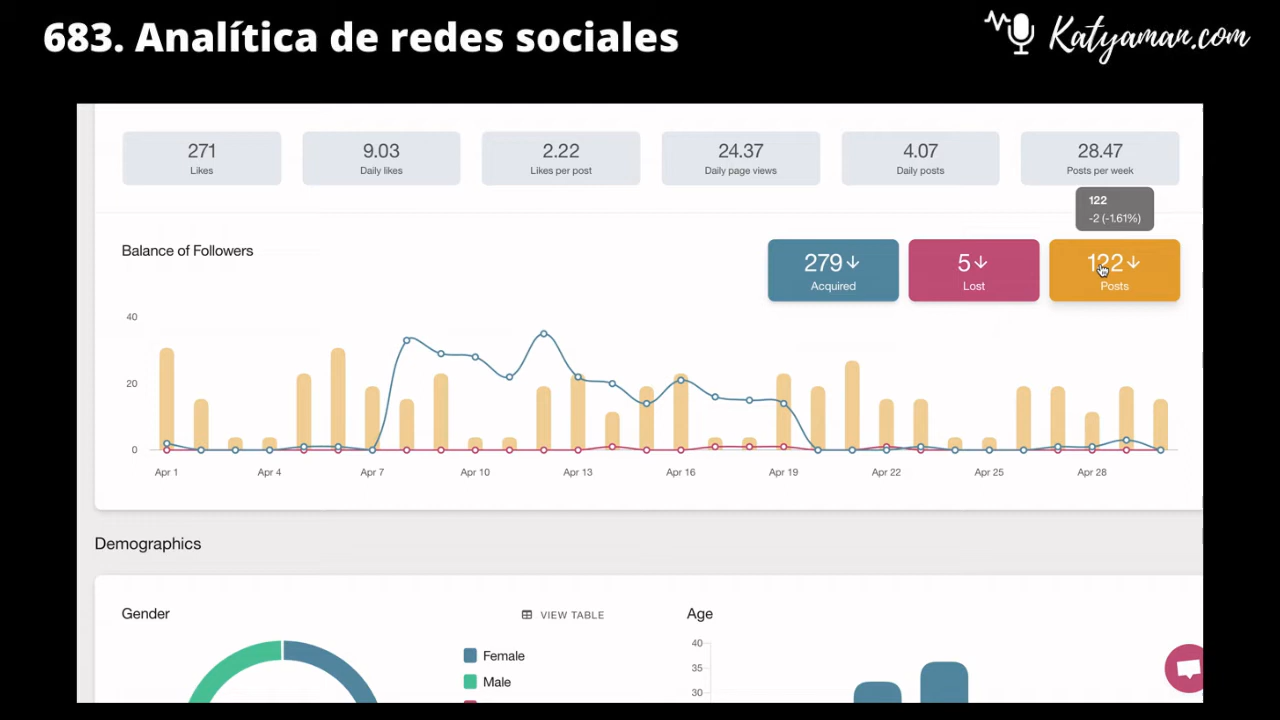 683. Analítica de redes sociales
Katyaman.com
271
Likes
9.03
Daily likes
2.22
Likes per post
24.37
Daily page views
4.07
Daily posts
28.47
Posts per week
122
-2 (-1.61%)
Balance of Followers
279↓
Acquired
5↓
Lost
122↓
Posts
40
20
0
Apr 1
Apr 4
Apr 7
Apr 10
Apr 13
Apr 16
Apr 19
Apr 22
Apr 25
Apr 28
Demographics
Gender
VIEW TABLE
Female
Male
Age
40
35
30